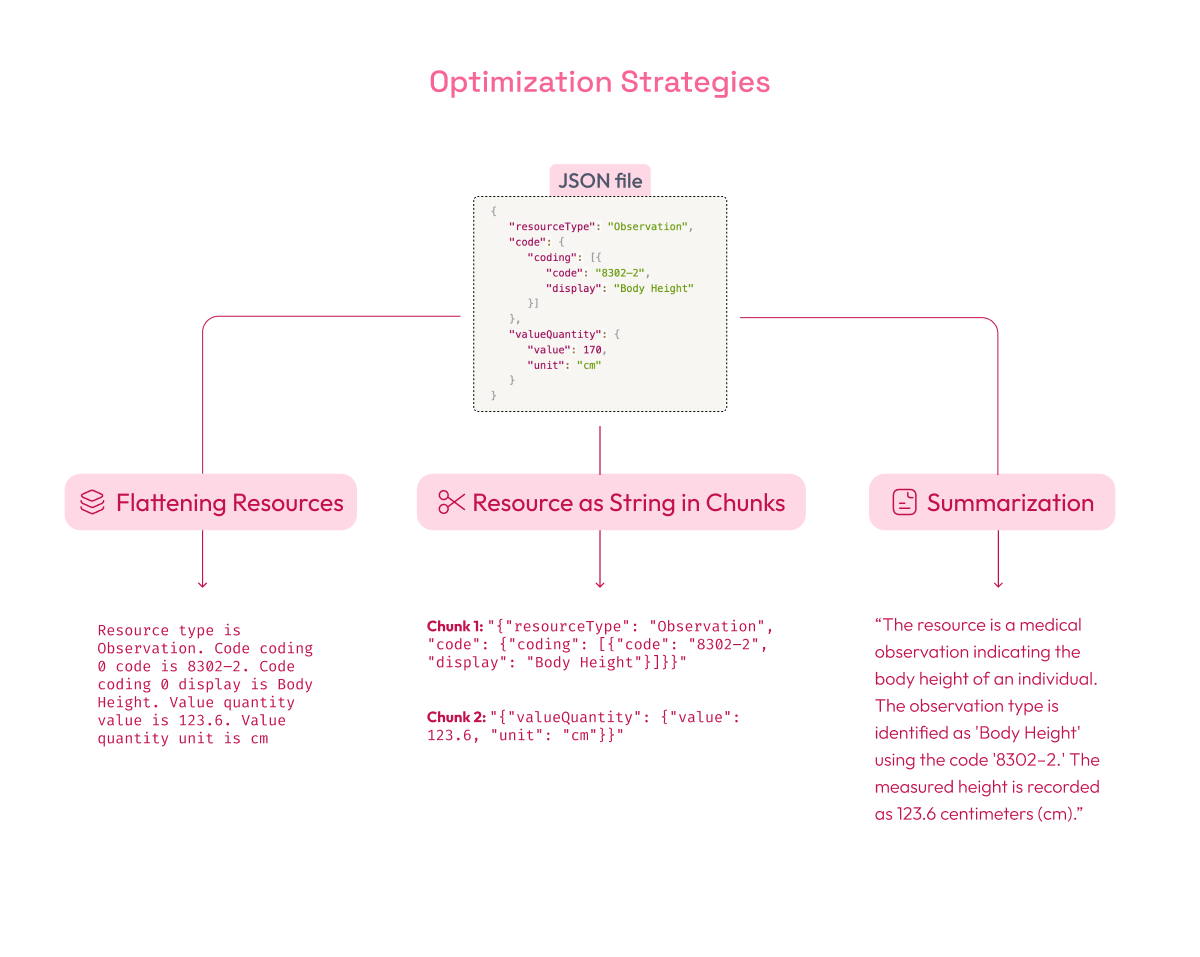 Optimization Strategies
JSON file
{
"resourceType": "Observation",
"code": {
"coding": [{
"code": "8302–2",
"display": "Body Height"
}]
},
"valueQuantity": {
"value": 170,
"unit": "cm"
}
}
Flattening Resources
Resource type is
Observation. Code coding
0 code is 8302–2. Code
coding 0 display is Body
Height. Value quantity
value is 123.6. Value
quantity unit is cm
Resource as String in Chunks
Chunk 1: "{"resourceType": "Observation",
"code": {"coding": [{"code": "8302–2",
"display": "Body Height"}]}}"
Chunk 2: "{"valueQuantity": {"value":
123.6, "unit": "cm"}}"
Summarization
“The resource is a medical
observation indicating the
body height of an individual.
The observation type is
identified as 'Body Height'
using the code '8302–2.' The
measured height is recorded
as 123.6 centimeters (cm).”